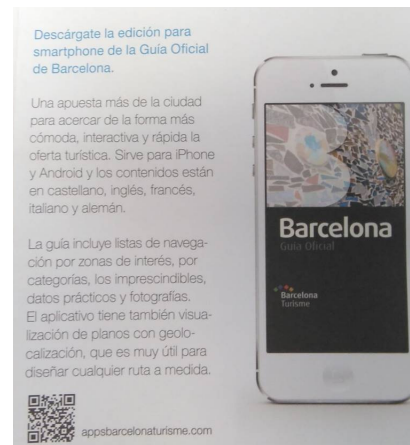 Descárgate la edición para
smartphone de la Guía Oficial
de Barcelona.
Una apuesta más de la ciudad
para acercar de la forma más
cómoda, interactiva y rápida la
oferta turística. Sirve para iPhone
y Android y los contenidos están
en castellano, inglés, francés,
italiano y alemán.
La guía incluye listas de navega-
ción por zonas de interés, por
categorías, los imprescindibles,
datos prácticos y fotografías.
El aplicativo tiene también visua-
lización de planos con geolo-
calización, que es muy útil para
diseñar cualquier ruta a medida.
appsbarcelonaturisme.com
B
Barcelona
Guía Oficial
Barcelona
Turisme